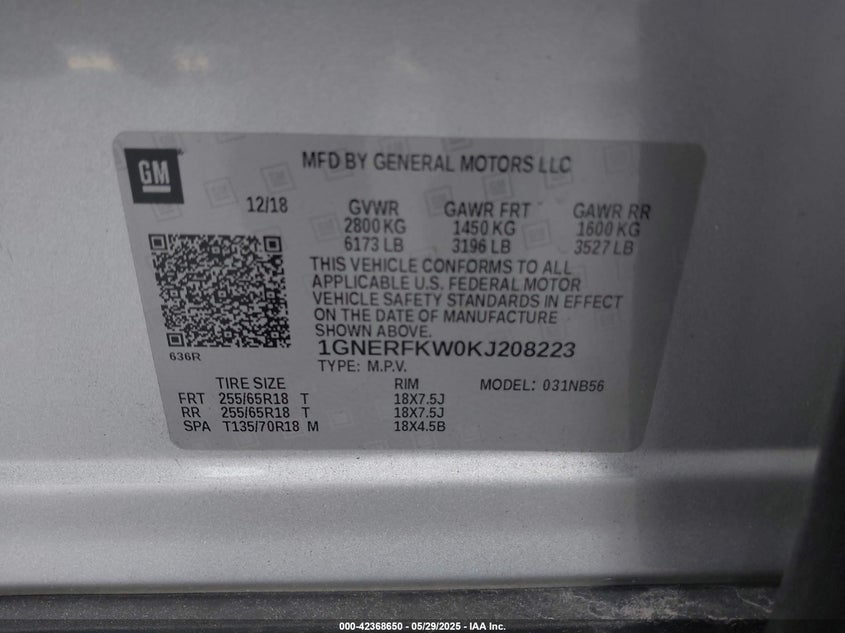 GM
MFD BY GENERAL MOTORS LLC
12/18
GVWR GAWR FRT GAWR RR
2800 KG 1450 KG 1600 KG
6173 LB 3196 LB 3527 LB
THIS VEHICLE CONFORMS TO ALL
APPLICABLE U.S. FEDERAL MOTOR
VEHICLE SAFETY STANDARDS IN EFFECT
ON THE DATE OF MANUFACTURE
SHOWN ABOVE.
636R
1GNERFKW0KJ208223
TYPE: M.P.V.
TIRE SIZE RIM MODEL: 031NB56
FRT 255/65R18 T 18X7.5J
RR 255/65R18 T 18X7.5J
SPA T135/70R18 M 18X4.5B
000-42368650 - 05/29/2025 - IAA Inc.